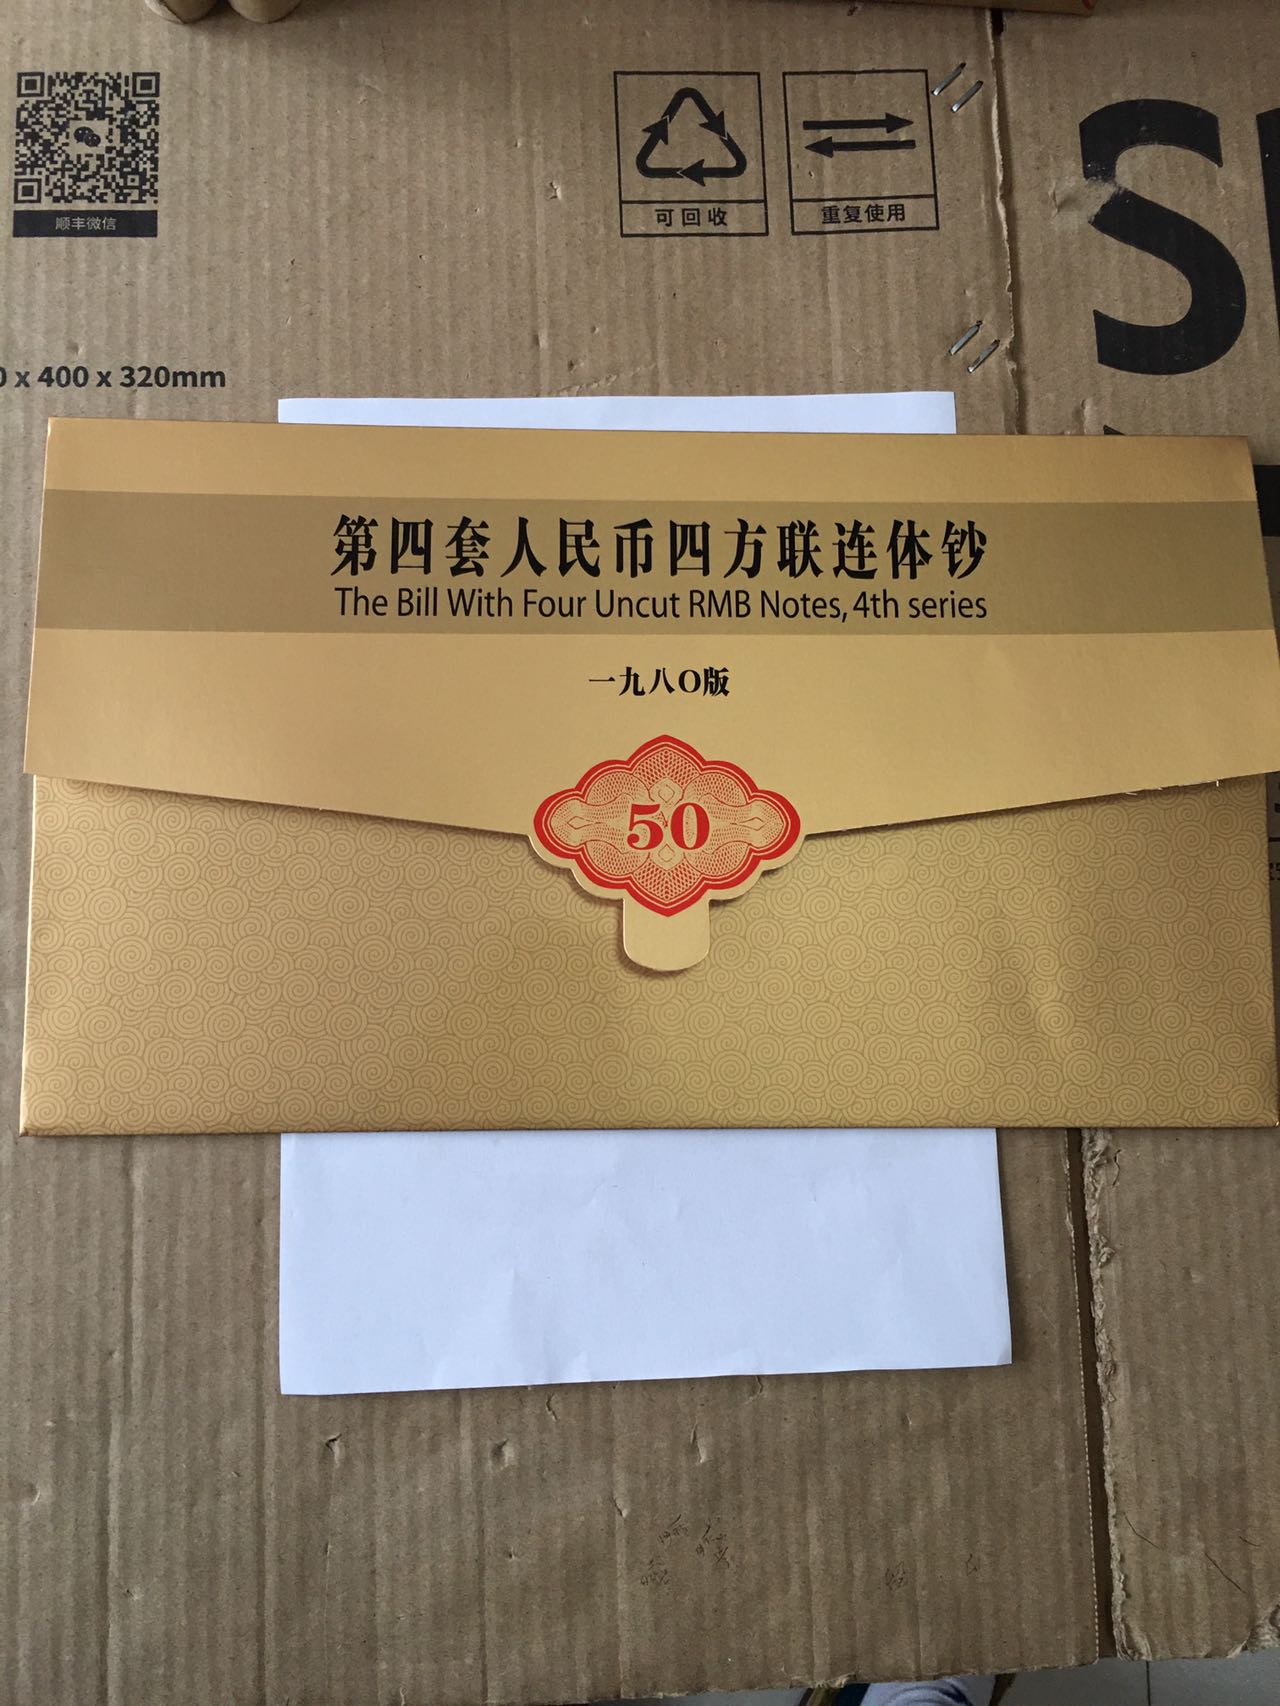 顺丰微信
可回收
重复使用
0 x 400 x 320mm
S
第四套人民币四方联连体钞
The Bill With Four Uncut RMB Notes, 4th series
一九八O版
50